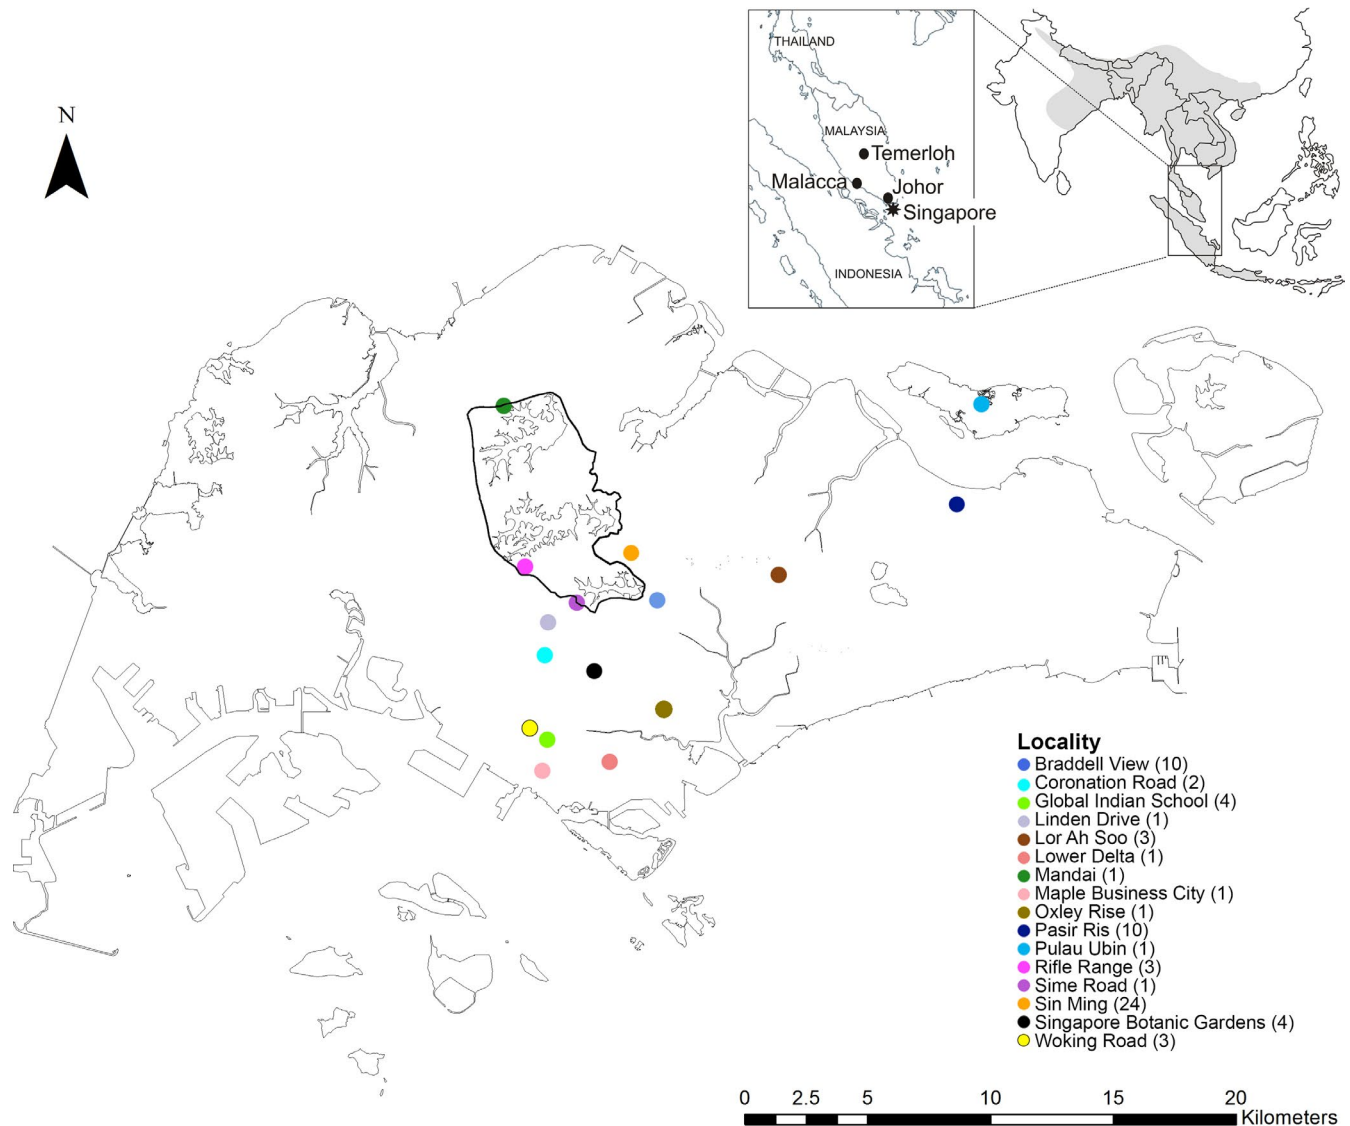 N
THAILAND
MALAYSIA
Temerloh
Malacca
Johor
Singapore
INDONESIA
Locality
Braddell View (10)
Coronation Road (2)
Global Indian School (4)
Linden Drive (1)
Lor Ah Soo (3)
Lower Delta (1)
Mandai (1)
Maple Business City (1)
Oxley Rise (1)
Pasir Ris (10)
Pulau Ubin (1)
Rifle Range (3)
Sime Road (1)
Sin Ming (24)
Singapore Botanic Gardens (4)
Woking Road (3)
0 2.5 5 10 15 20
Kilometers